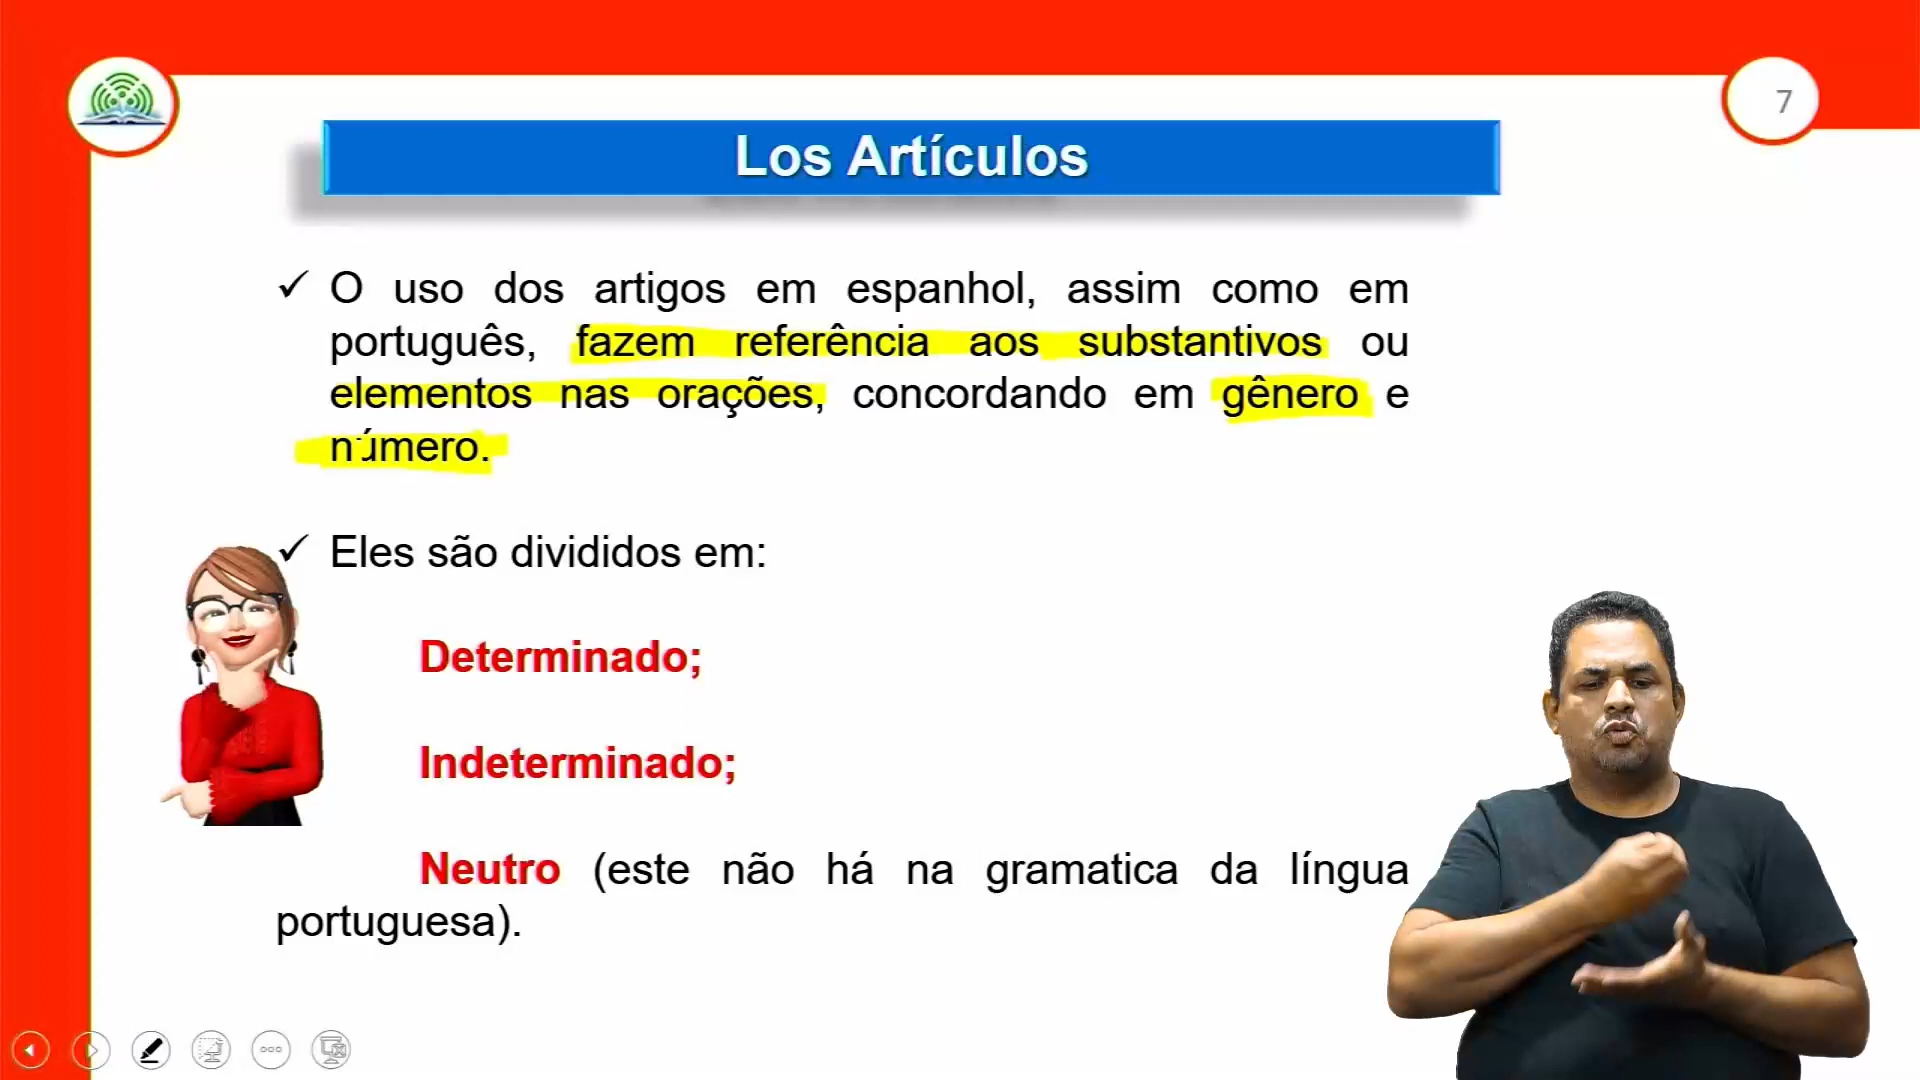 7
Los Artículos
✓ O uso dos artigos em espanhol, assim como em
português, fazem referência aos substantivos ou
elementos nas orações, concordando em gênero e
número.
✓ Eles são divididos em:
Determinado;
Indeterminado;
Neutro (este não há na gramatica da língua
portuguesa).